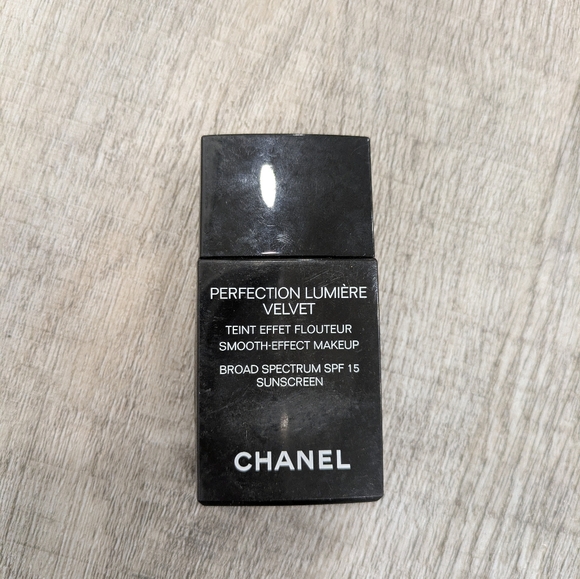 PERFECTION LUMIÈRE
VELVET
TEINT EFFET FLOUTEUR
SMOOTH-EFFECT MAKEUP
BROAD SPECTRUM SPF 15
SUNSCREEN
CHANEL